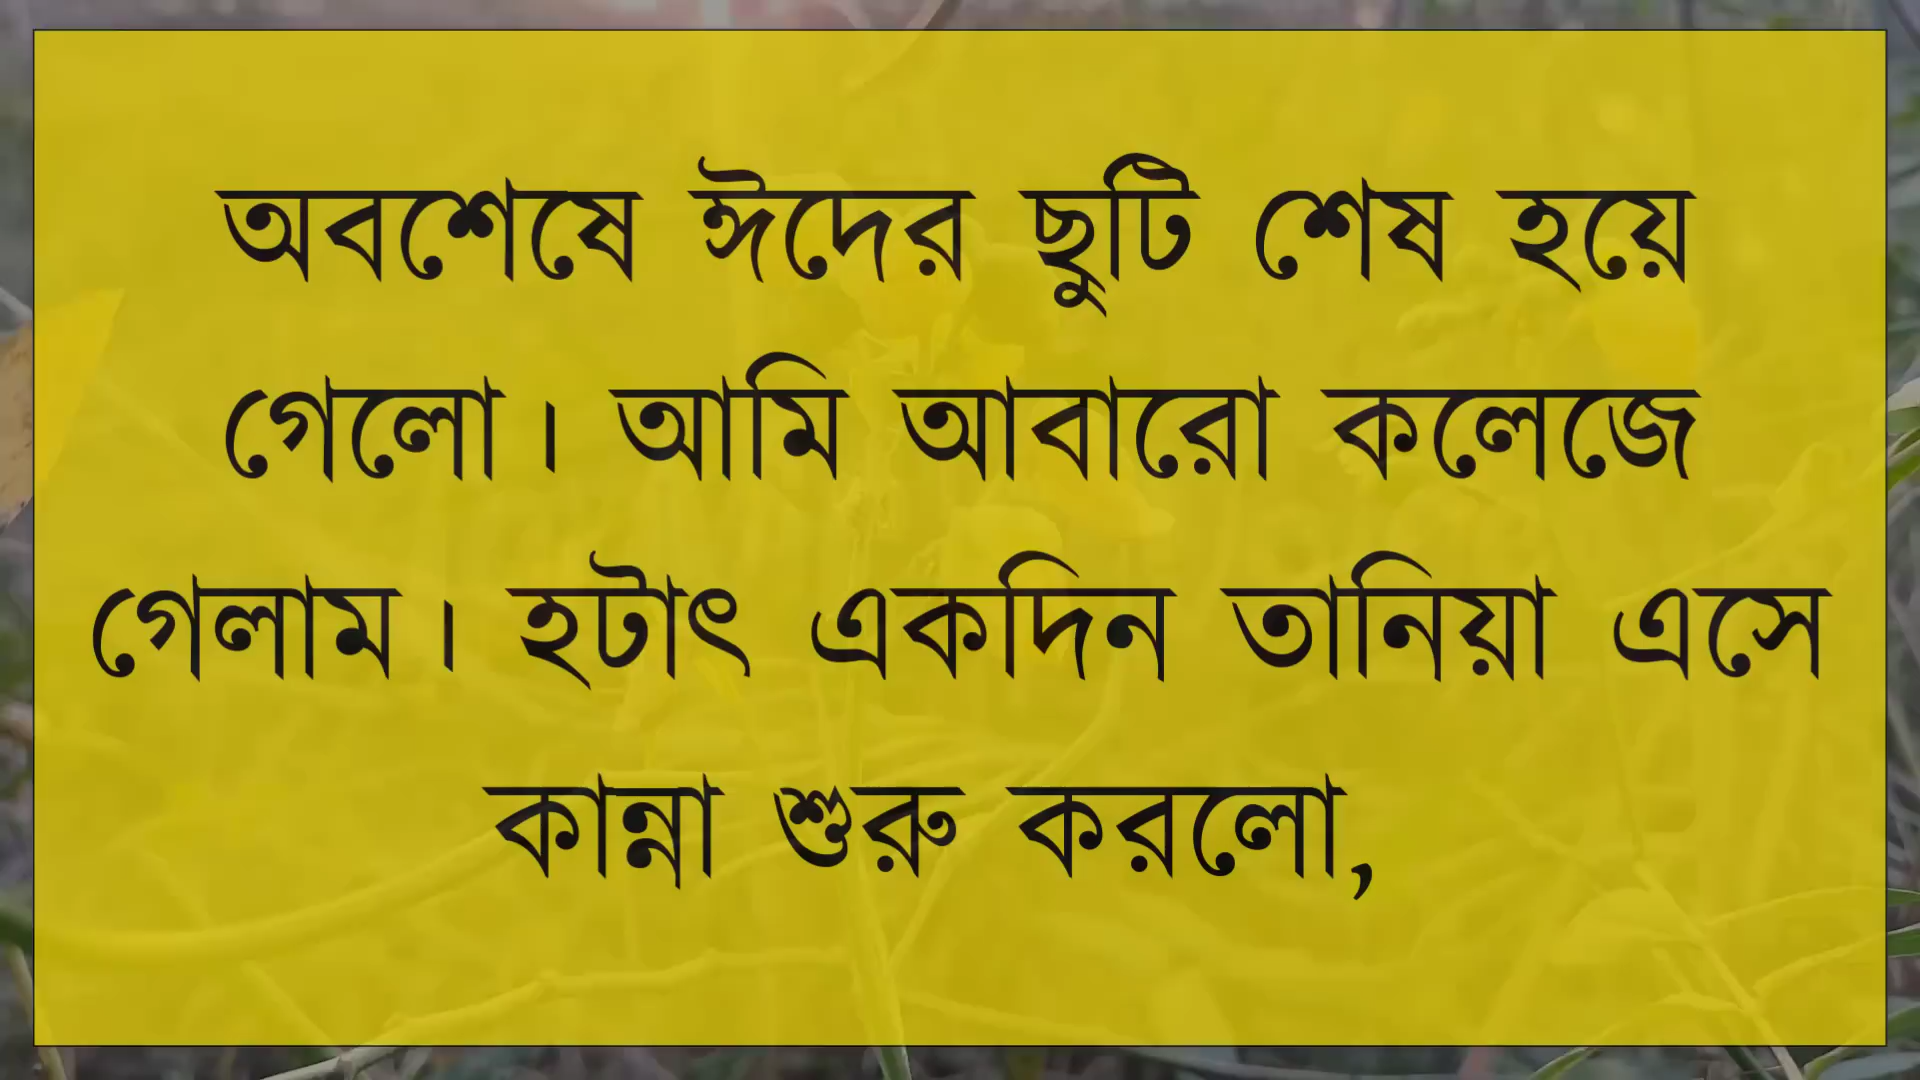 অবশেষে ঈদের ছুটি শেষ হয়ে
গেলো। আমি আবারো কলেজে
গেলাম। হটাৎ একদিন তানিয়া এসে
কান্না শুরু করলো,